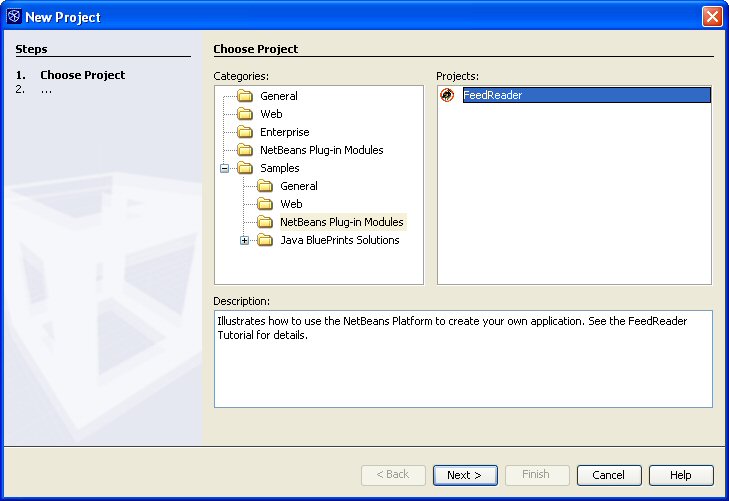 New Project
Steps
1. Choose Project
2. ...
Choose Project
Categories:
General
Web
Enterprise
NetBeans Plug-in Modules
Samples
General
Web
NetBeans Plug-in Modules
Java BluePrints Solutions
Projects:
FeedReader
Description:
Illustrates how to use the NetBeans Platform to create your own application. See the FeedReader
Tutorial for details.
< Back Next > Finish Cancel Help